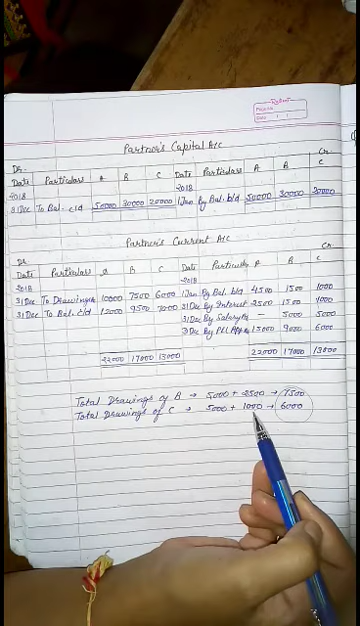 Partner's Capital A/c
Dr. Cr
Date Particulars A B C Date Particulars A B C
2018 2018
31 Dec To Bal. c/d 50000 30000 20000 1 Jan By Bal. b/d 50000 30000 20000
Partner's Current A/c
Dr Cr
Date Particulars A B C Date Particulars A B C
2018 2018
31 Dec To Drawings 10000 7500 6000 1 Jan By Bal. b/d 4500 1500 1000
31 Dec To Bal. c/d 12000 9500 7000 31 Dec By Interest 2500 1500 1000
31 Dec By Salary – 5000 5000
31 Dec By P/L App 15000 9000 6000
22000 17000 13000 22000 17000 13000
Total Drawings of B → 5000 + 2500 → 7500
Total Drawings of C → 5000 + 1000 → 6000